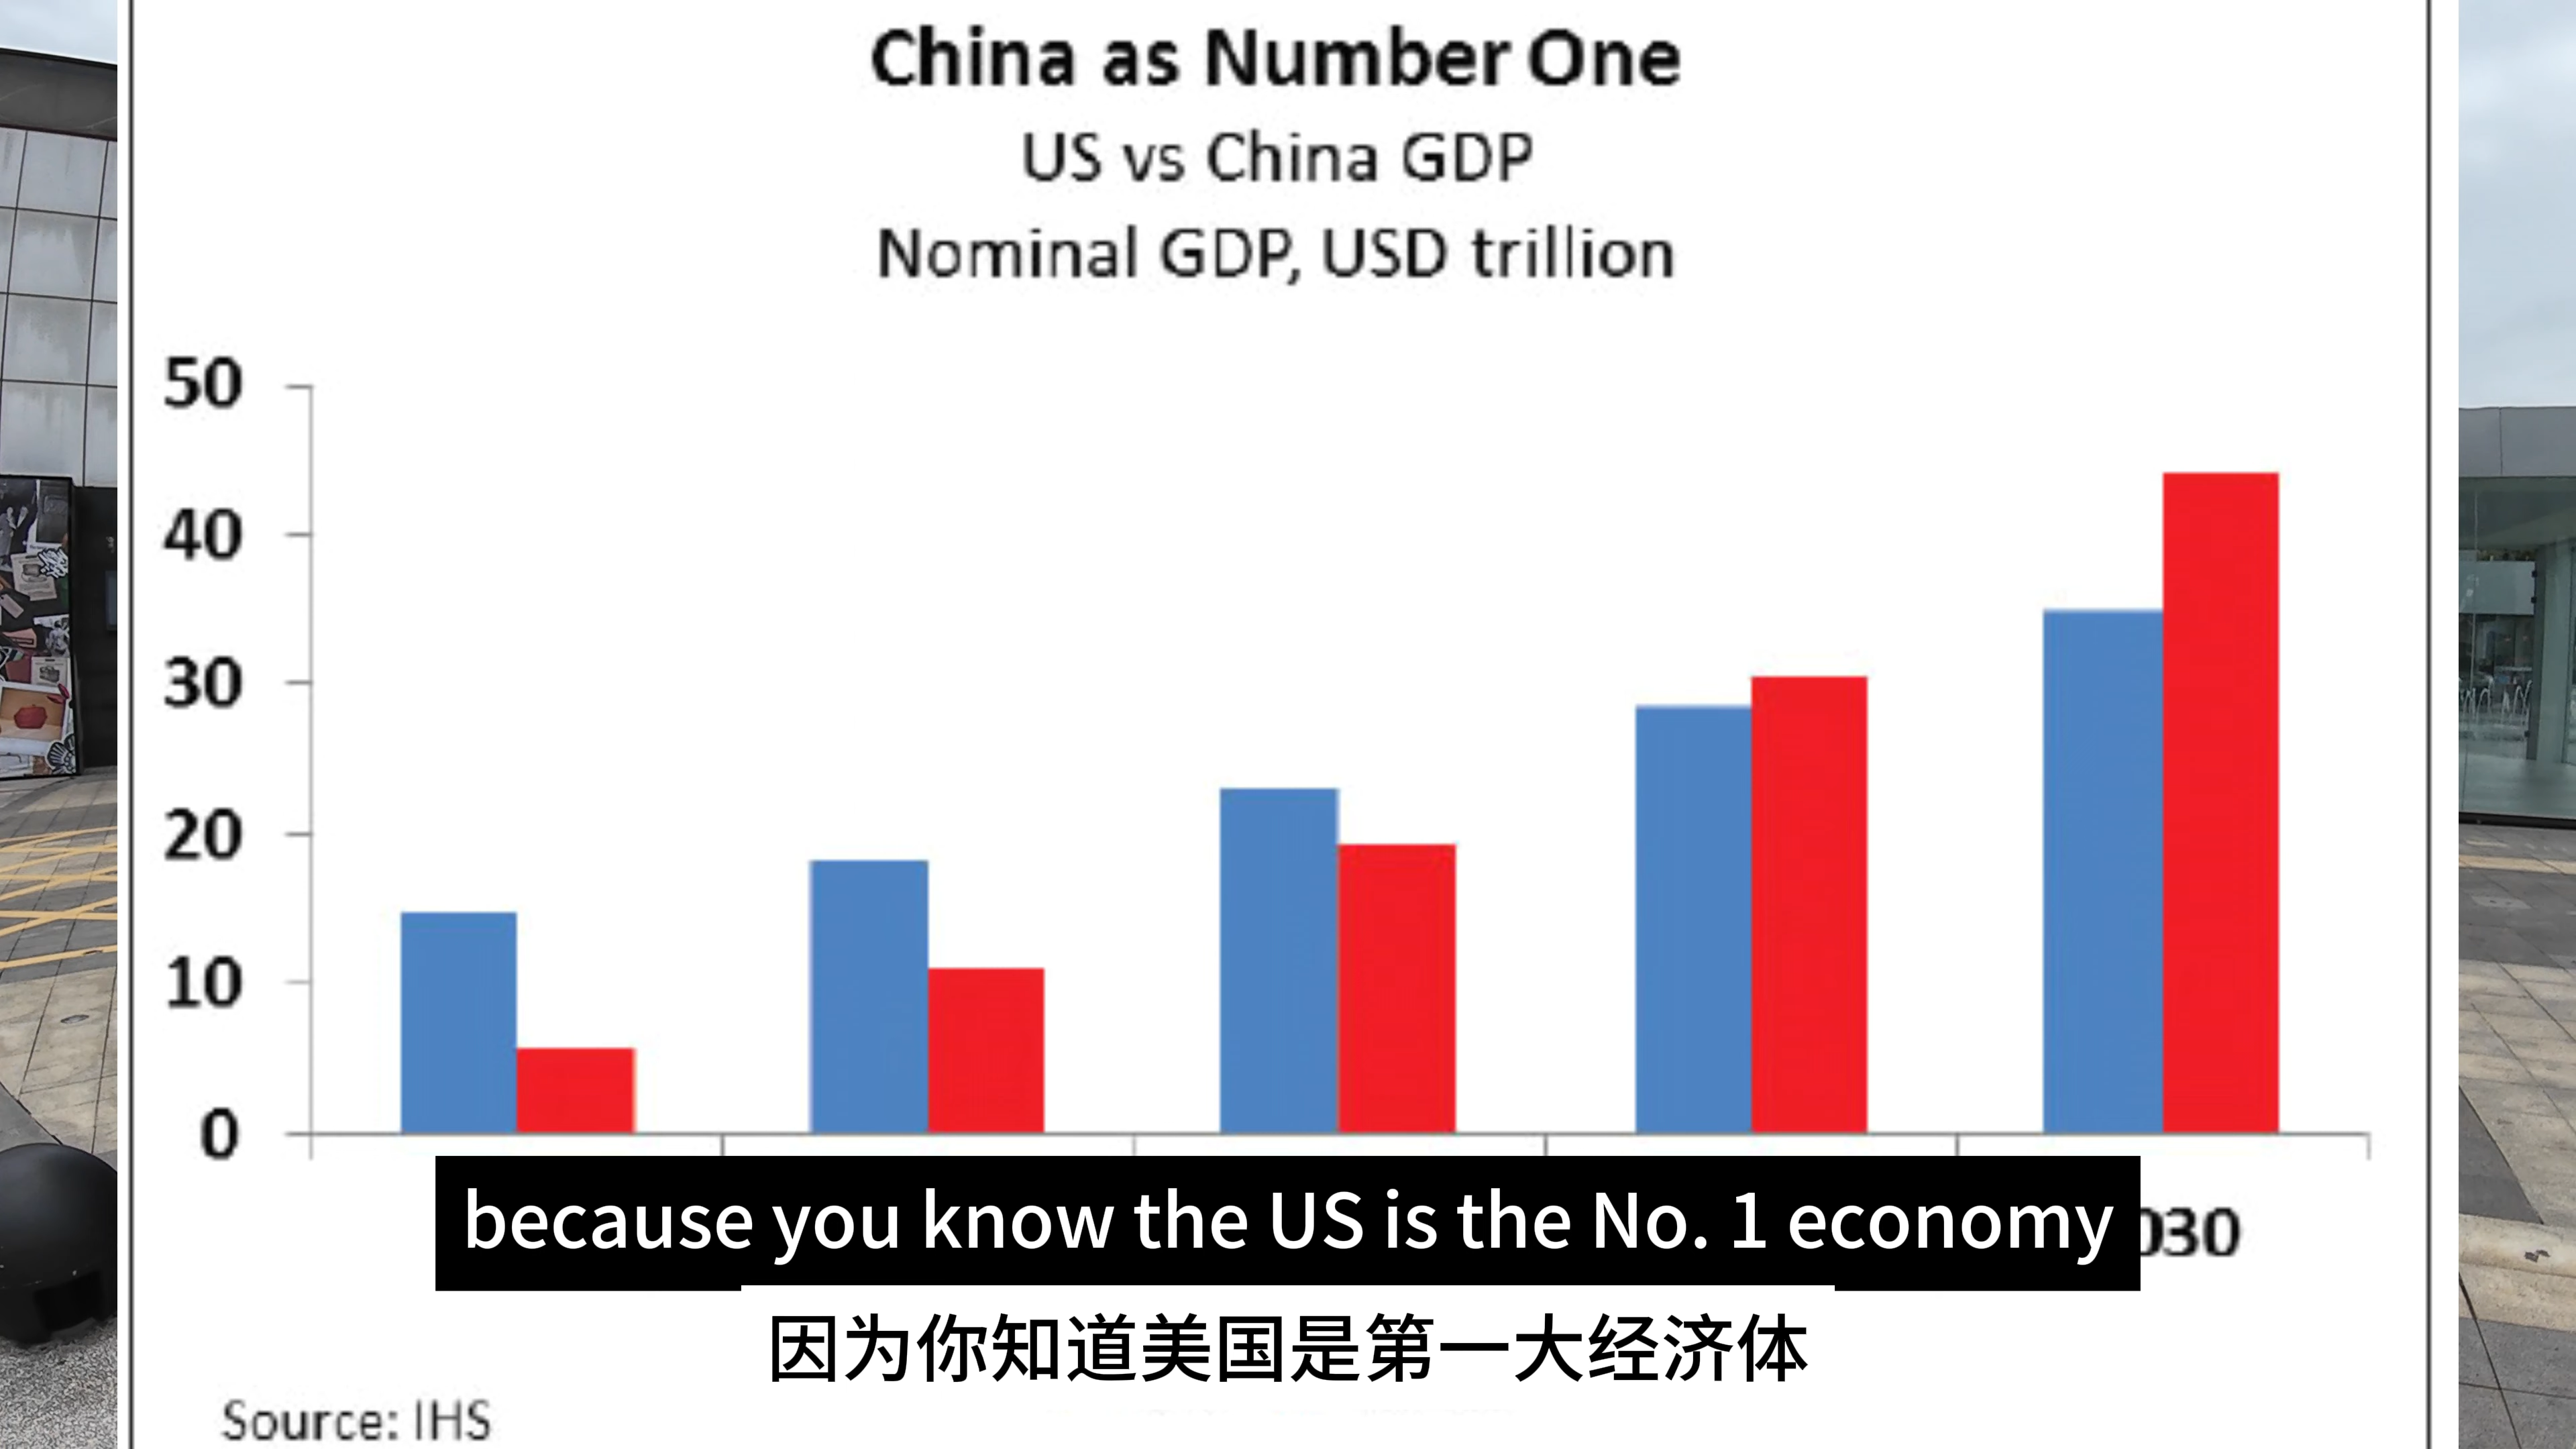 China as Number One
US vs China GDP
Nominal GDP, USD trillion
50
40
30
20
10
0
030
because you know the US is the No. 1 economy
因为你知道美国是第一大经济体
Source: IHS